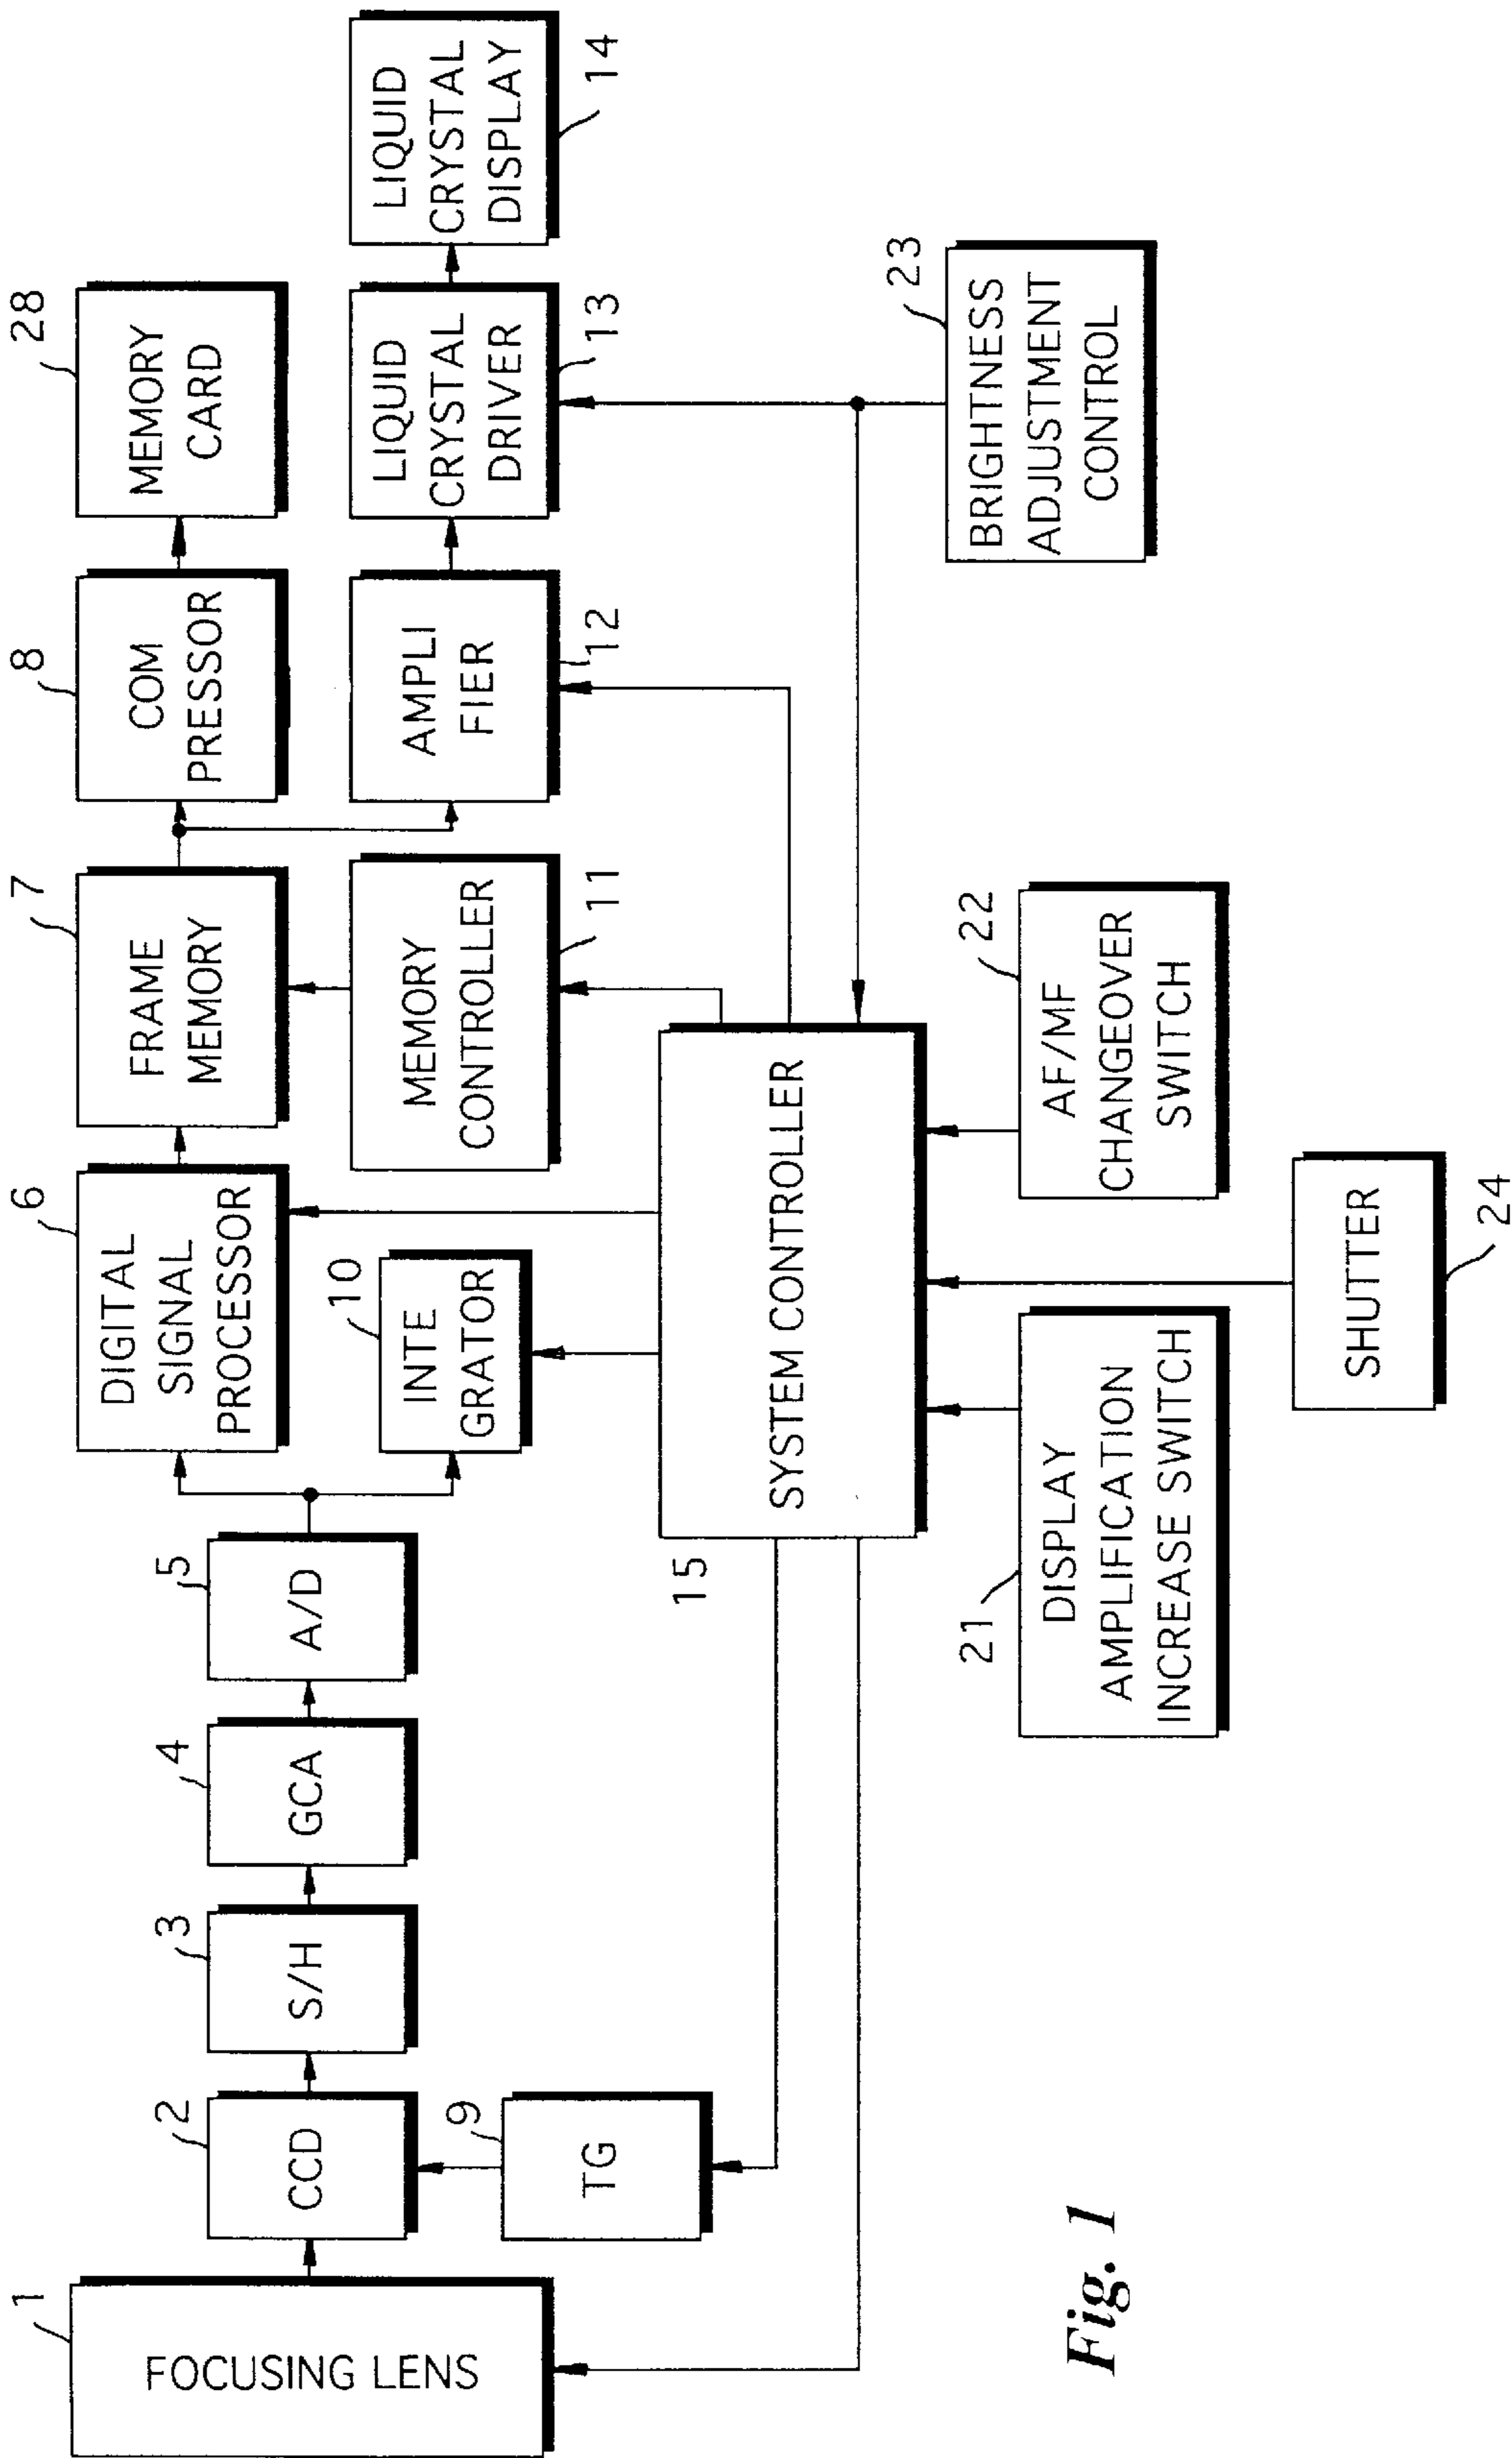 1
FOCUSING LENS
2
CCD
3
S/H
4
GCA
5
A/D
6
DIGITAL
SIGNAL
PROCESSOR
7
FRAME
MEMORY
8
COM
PRESSOR
28
MEMORY
CARD
9
TG
10
INTE
GRATOR
MEMORY
CONTROLLER
11
AMPLI
FIER
12
LIQUID
CRYSTAL
DRIVER
13
LIQUID
CRYSTAL
DISPLAY
14
15
SYSTEM CONTROLLER
21
DISPLAY
AMPLIFICATION
INCREASE SWITCH
22
AF/MF
CHANGEOVER
SWITCH
23
BRIGHTNESS
ADJUSTMENT
CONTROL
SHUTTER
24
Fig. 1